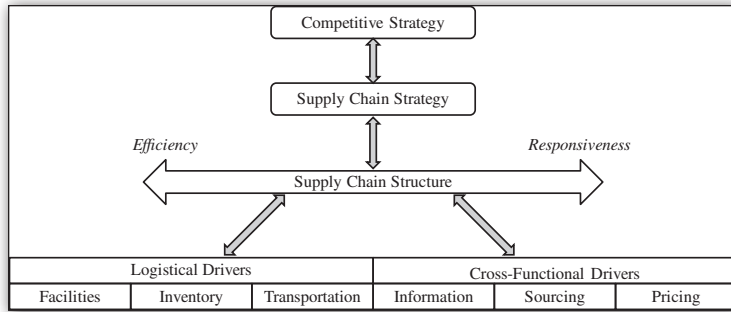 Competitive Strategy
Supply Chain Strategy
Efficiency
Responsiveness
Supply Chain Structure
Logistical Drivers
Cross-Functional Drivers
Facilities
Inventory
Transportation
Information
Sourcing
Pricing